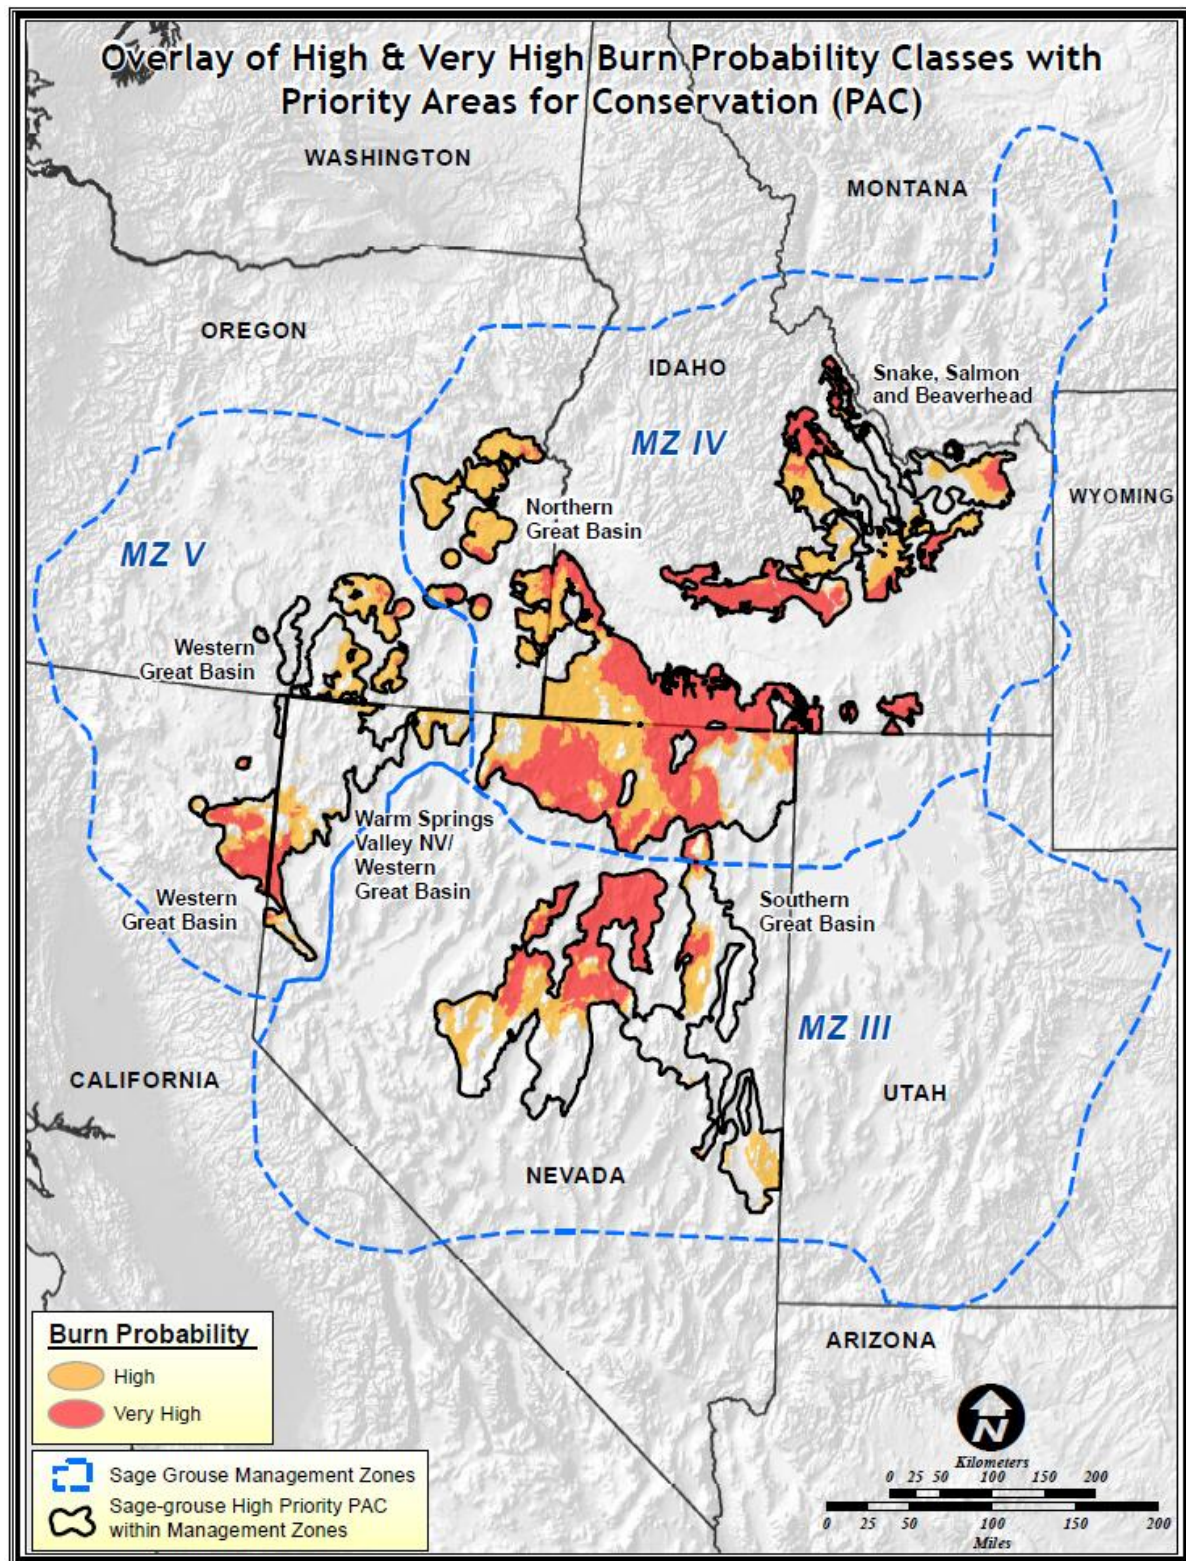 Overlay of High & Very High Burn Probability Classes with
Priority Areas for Conservation (PAC)
WASHINGTON
MONTANA
OREGON
IDAHO
Snake, Salmon
and Beaverhead
MZ IV
WYOMING
Northern
Great Basin
MZ V
Western
Great Basin
Warm Springs
Valley NV/
Western
Great Basin
Western
Great Basin
Southern
Great Basin
MZ III
CALIFORNIA
UTAH
NEVADA
ARIZONA
Burn Probability
High
Very High
Sage Grouse Management Zones
Sage-grouse High Priority PAC
within Management Zones
N
Kilometers
0 25 50 100 150 200
0 25 50 100 150 200
Miles